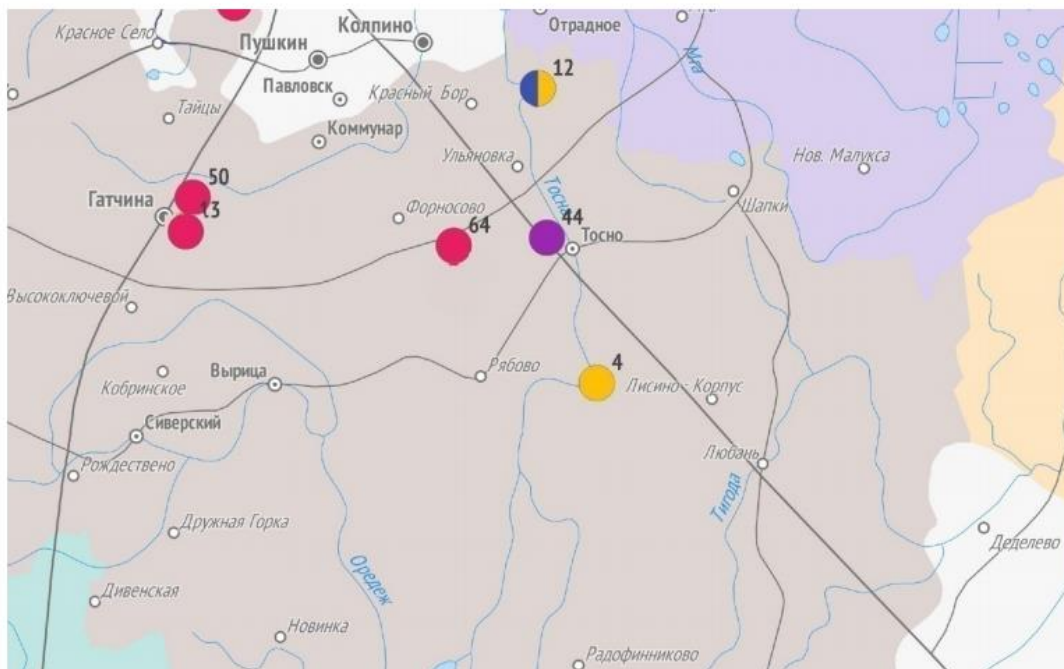 Красное Село
Колпино
Отрадное
Пушкин
Мга
12
Павловск
Красный Бор
Тайцы
Коммунар
Ульяновка
Нов. Малукса
50
Гатчина
Тосна
Шапки
13
Форносово
64
44
Тосно
Высокоключевой
Кобринское
Вырица
Рябово
4
Лисино - Корпус
Сиверский
Рождествено
Любань
Тигода
Дружная Горка
Деделево
Оредеж
Дивенская
Новинка
Радофинниково